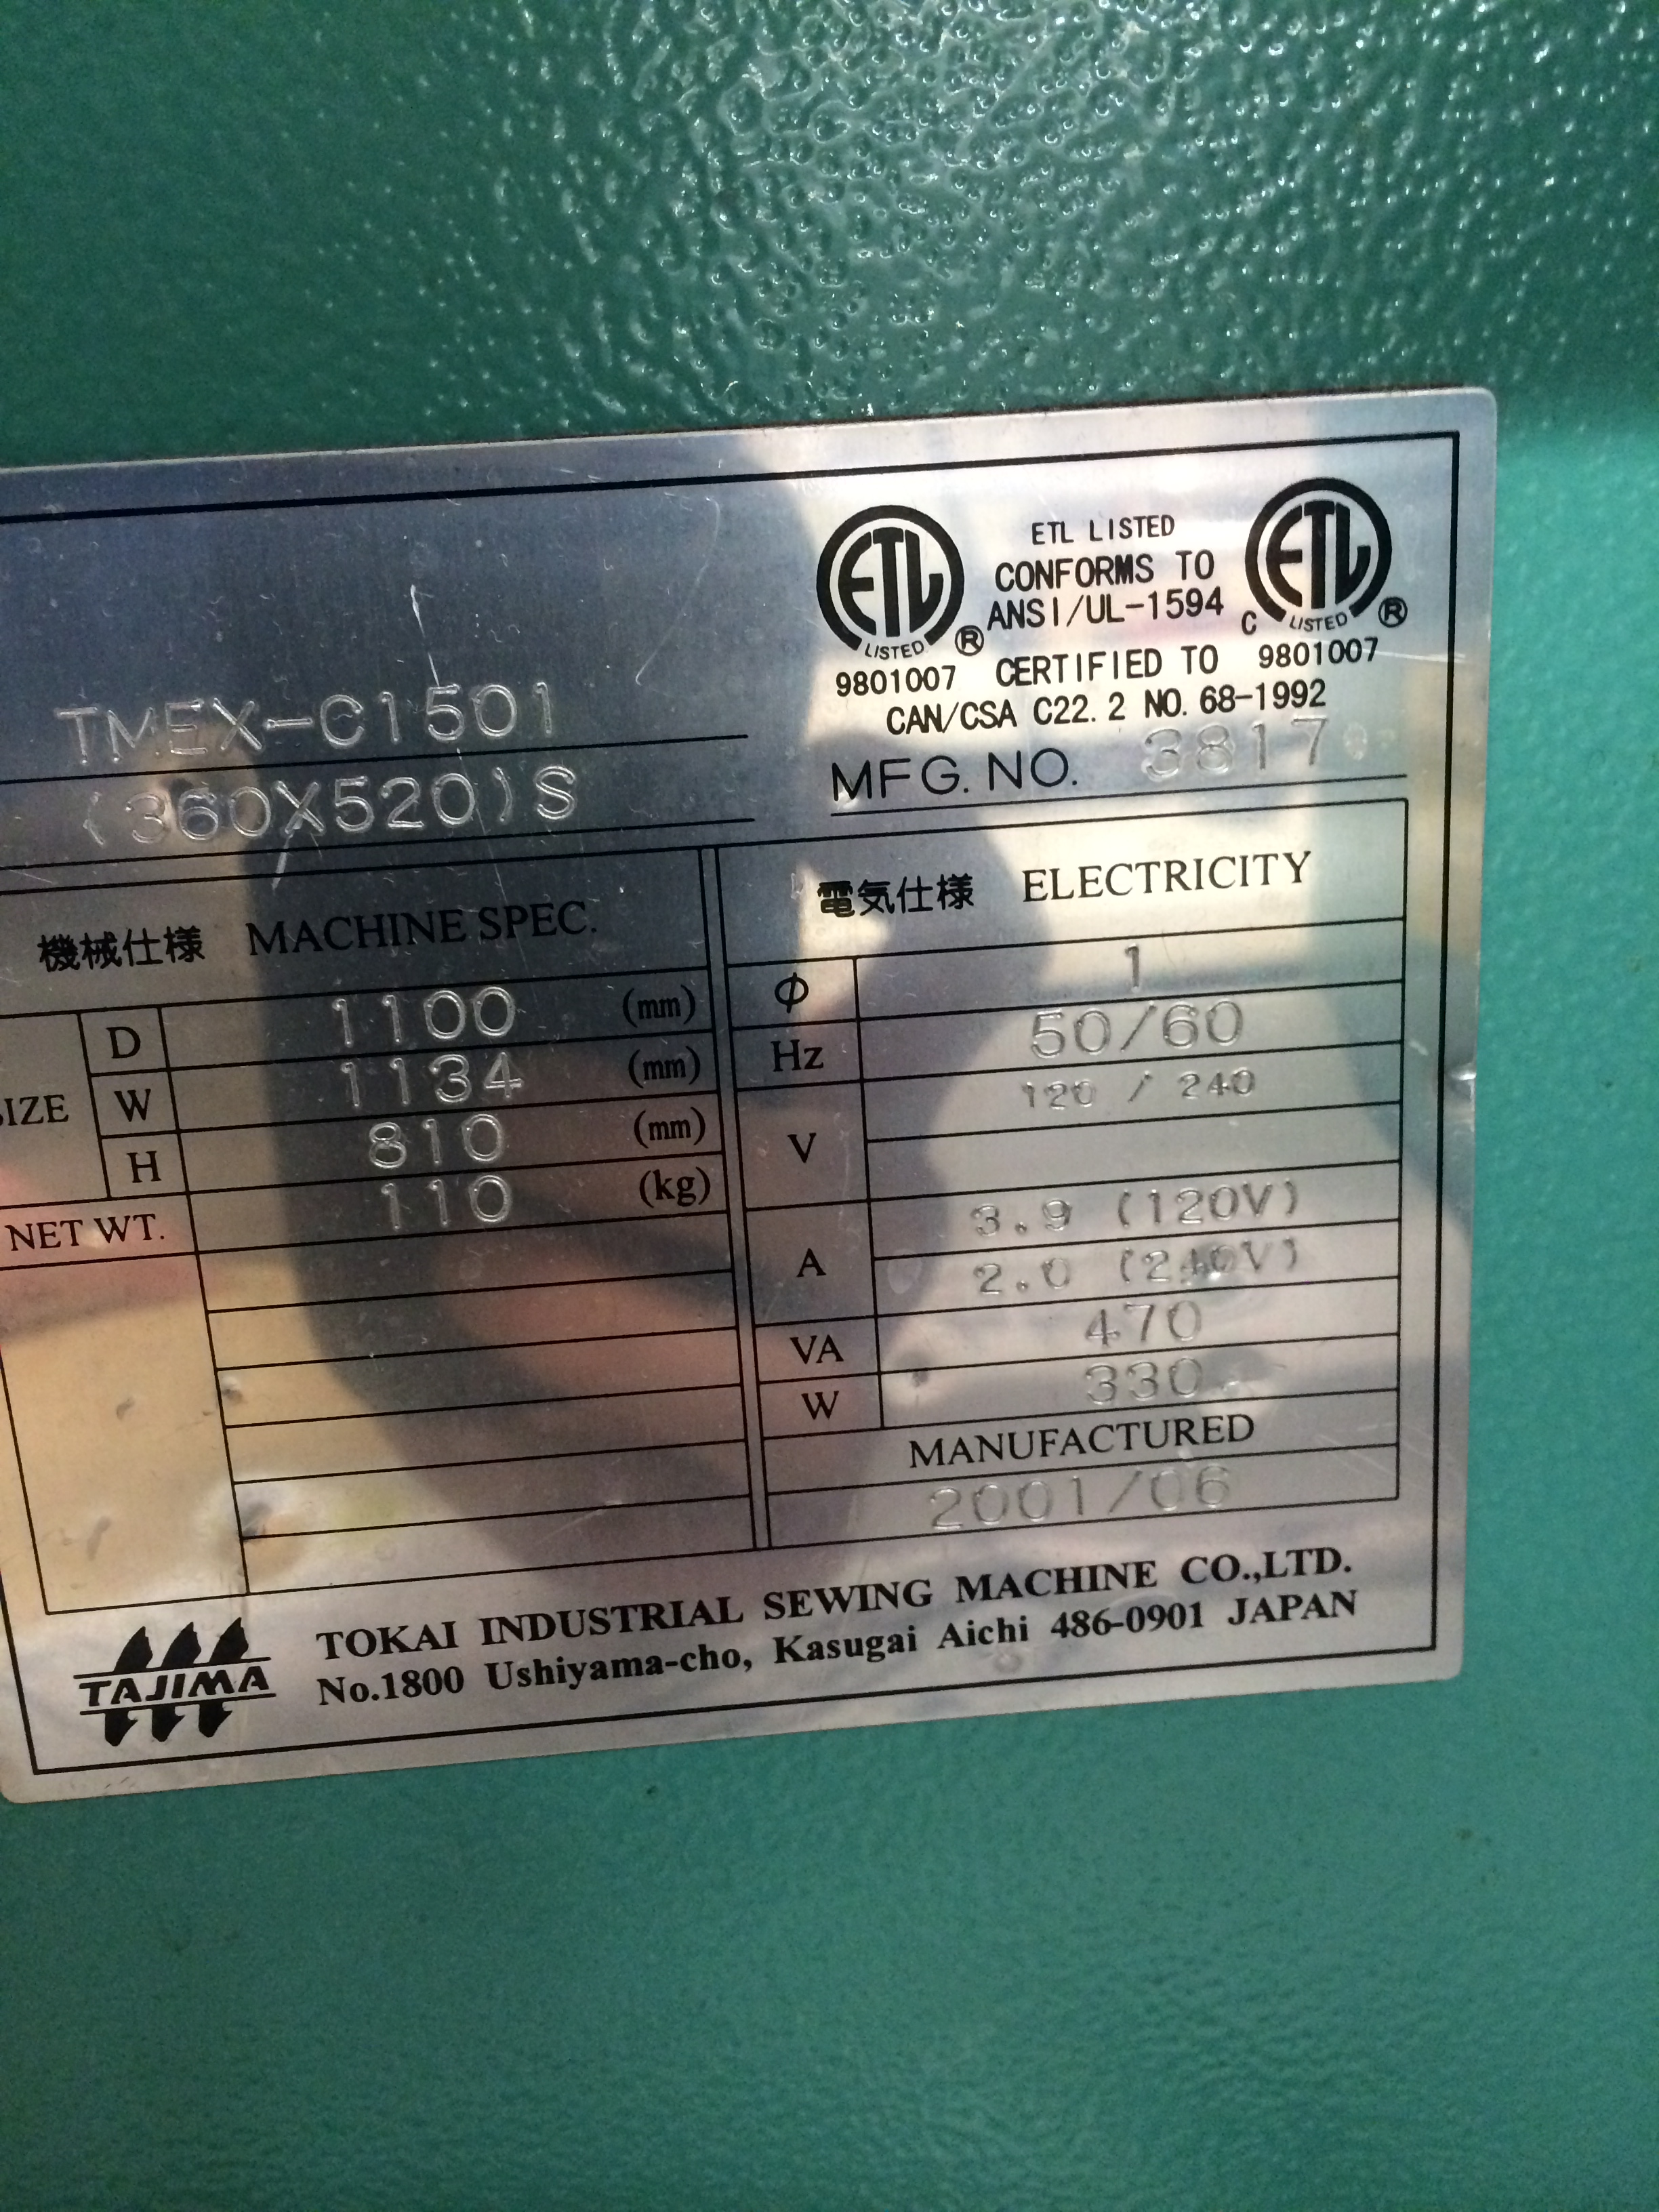 ETL LISTED
CONFORMS TO
ANSI/UL-1594
ETL LISTED ®
C ETL LISTED ®
9801007 CERTIFIED TO 9801007
CAN/CSA C22.2 NO. 68-1992
TMEX-C1501
(360X520)S
MFG. NO. 3817
機械仕様 MACHINE SPEC.
D 1100 (mm)
W 1134 (mm)
H 810 (mm)
NET WT. 110 (kg)
電気仕様 ELECTRICITY
Φ 1
Hz 50/60
V 120 / 240
A 3.9 (120V)
2.0 (240V)
VA 470
W 330
MANUFACTURED
2001/06
TAJIMA
TOKAI INDUSTRIAL SEWING MACHINE CO.,LTD.
No.1800 Ushiyama-cho, Kasugai Aichi 486-0901 JAPAN